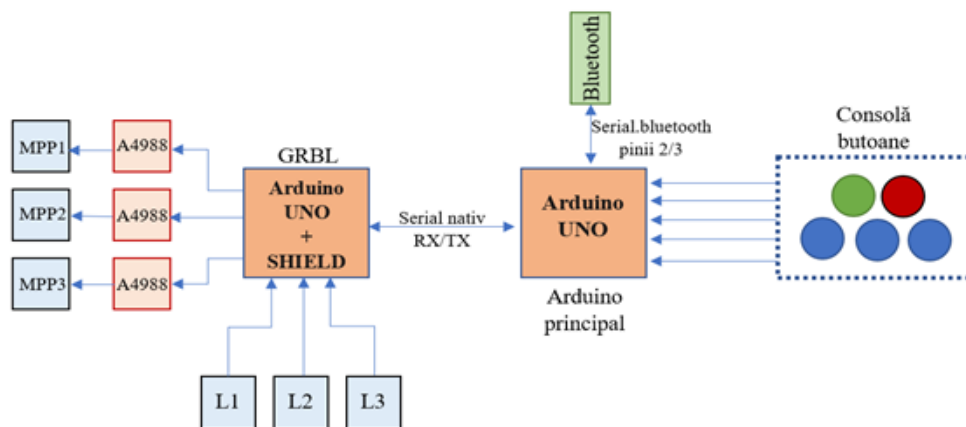 Bluetooth
Serial.bluetooth
pinii 2/3
Consolă
butoane
MPP1
A4988
MPP2
A4988
MPP3
A4988
GRBL
Arduino
UNO
+
SHIELD
Serial nativ
RX/TX
Arduino
UNO
Arduino
principal
L1
L2
L3